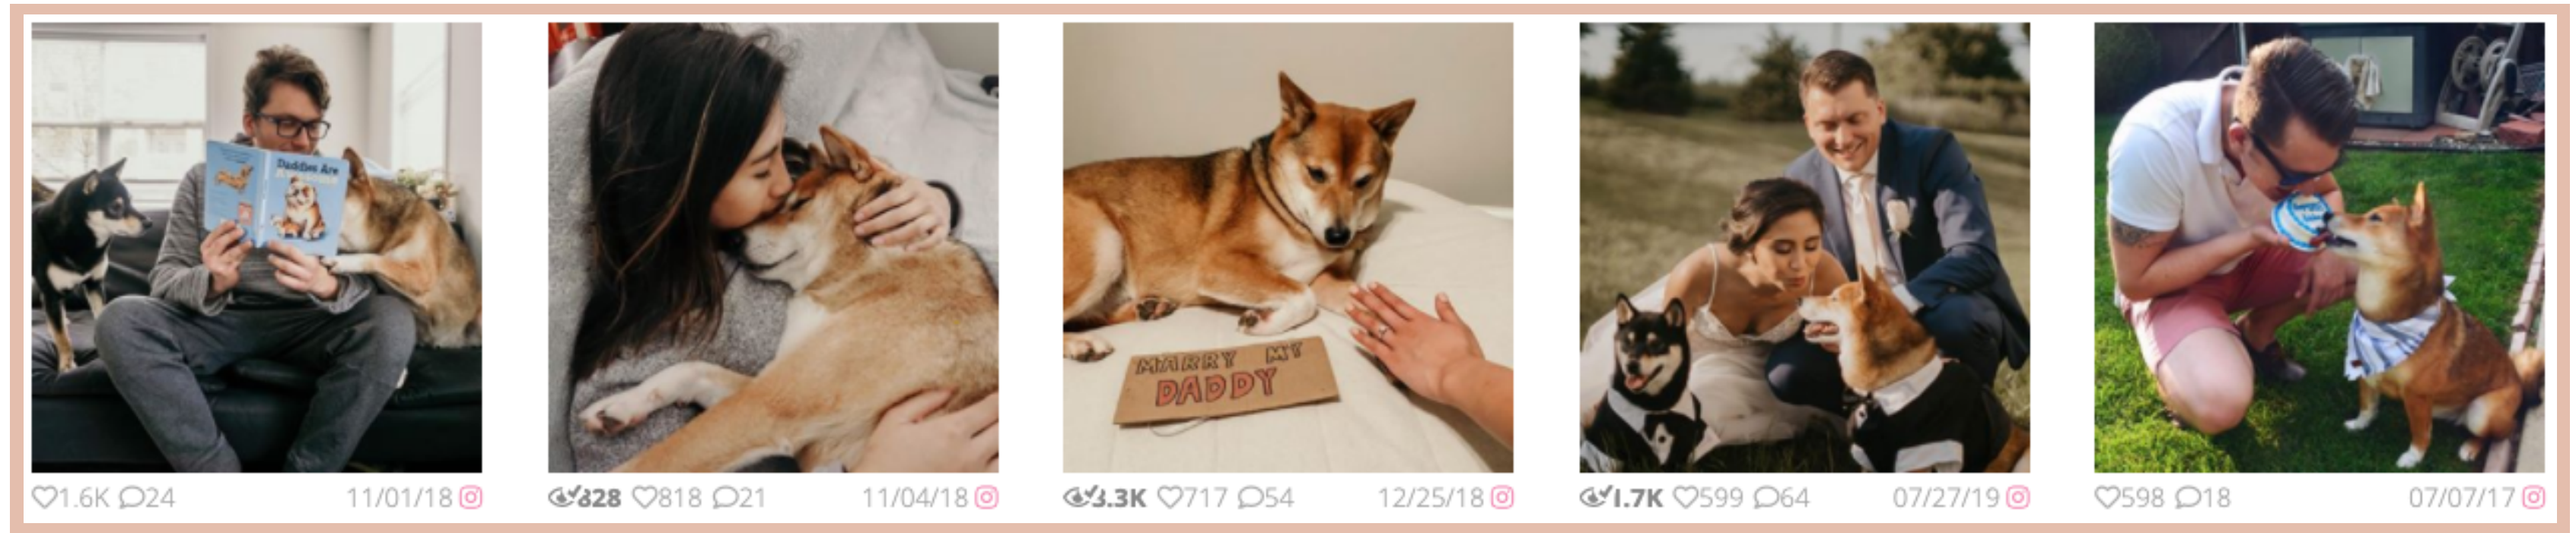 Daddies Are
MARRY MY
DADDY
1.6K 24 11/01/18
828 818 21 11/04/18
3.3K 717 54 12/25/18
1.7K 599 64 07/27/19
598 18 07/07/17